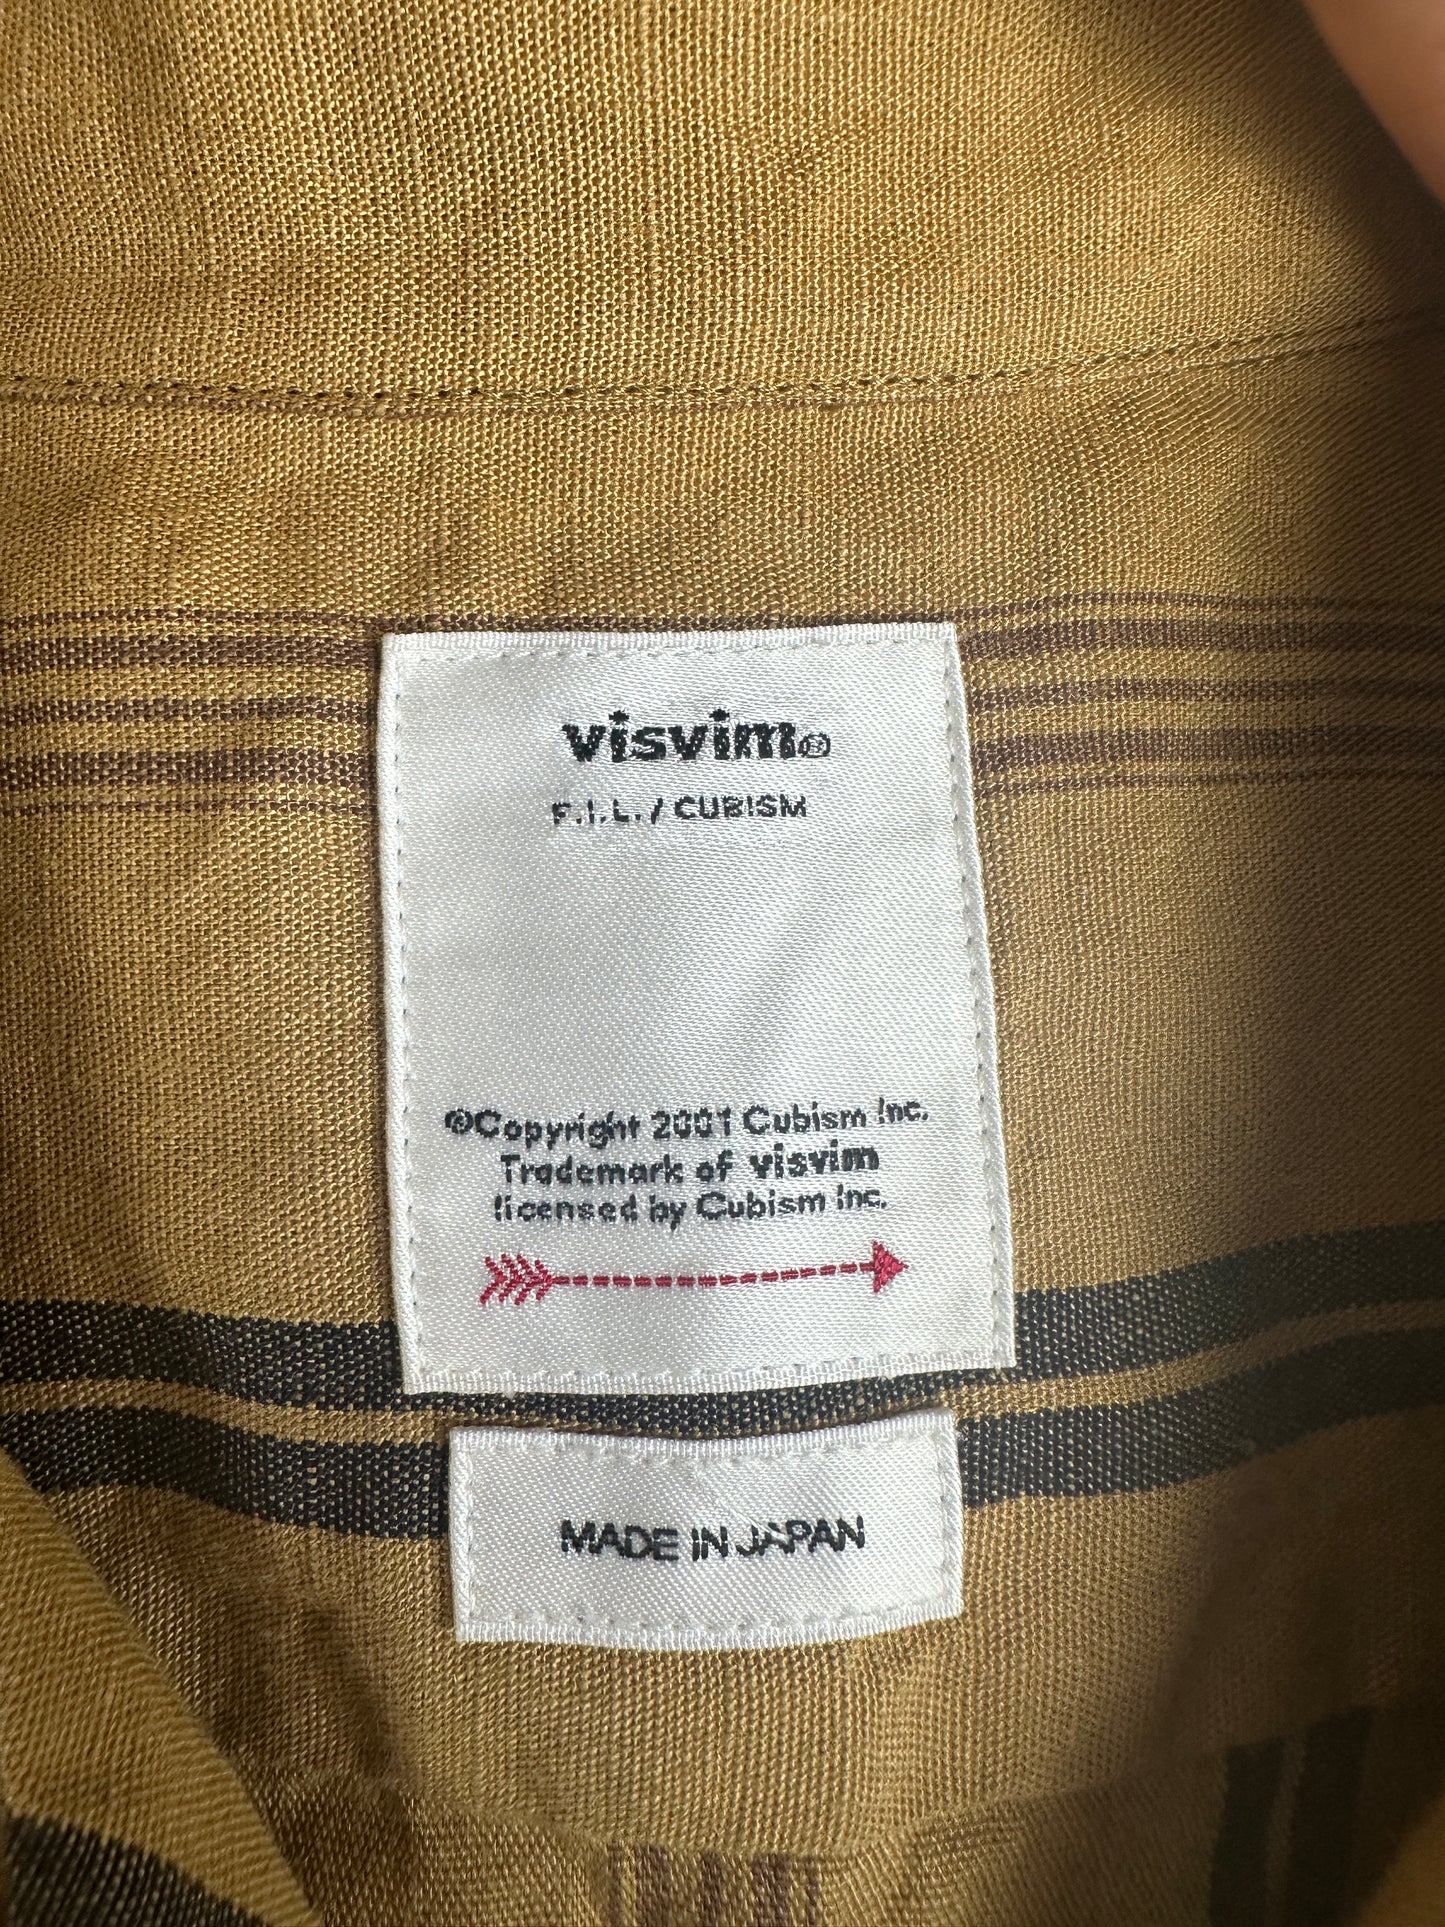 visvim®
F.I.L. / CUBISM
©Copyright 2001 Cubism Inc.
Trademark of visvim
licensed by Cubism Inc.
MADE IN JAPAN